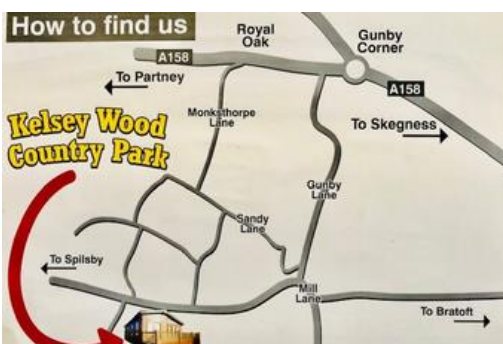 How to find us
Royal
Oak
Gunby
Corner
A158
To Partney
A158
Monksthorpe
Lane
To Skegness
Kelsey Wood
Country Park
Gunby
Lane
Sandy
Lane
To Spilsby
Mill
Lane
To Bratoft